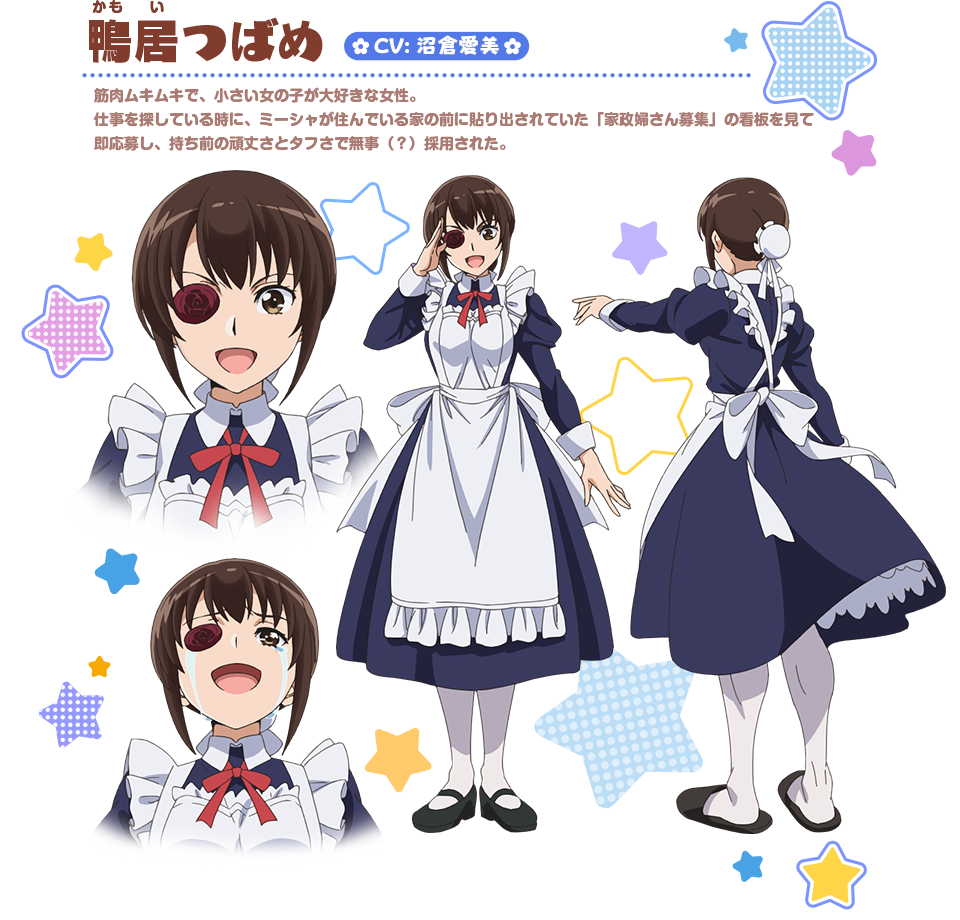 かもい
鴨居つばめ
CV: 沼倉愛美
筋肉ムキムキで、小さい女の子が大好きな女性。
仕事を探している時に、ミーシャが住んでいる家の前に貼り出されていた「家政婦さん募集」の看板を見て
即応募し、持ち前の頑丈さとタフさで無事（？）採用された。